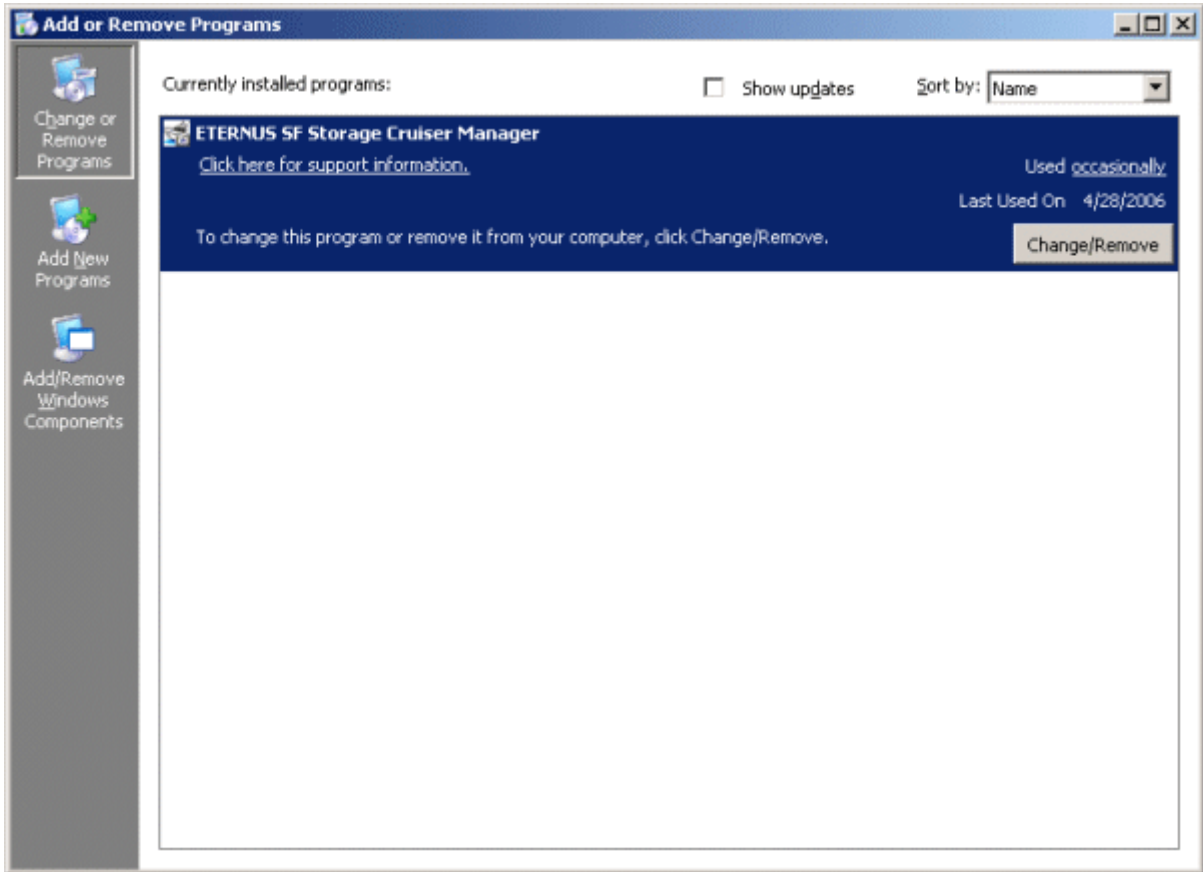 Add or Remove Programs
Change or
Remove
Programs
Add New
Programs
Add/Remove
Windows
Components
Currently installed programs:
Show updates
Sort by: Name
ETERNUS SF Storage Cruiser Manager
Click here for support information.
Used occasionally
Last Used On 4/28/2006
To change this program or remove it from your computer, click Change/Remove.
Change/Remove